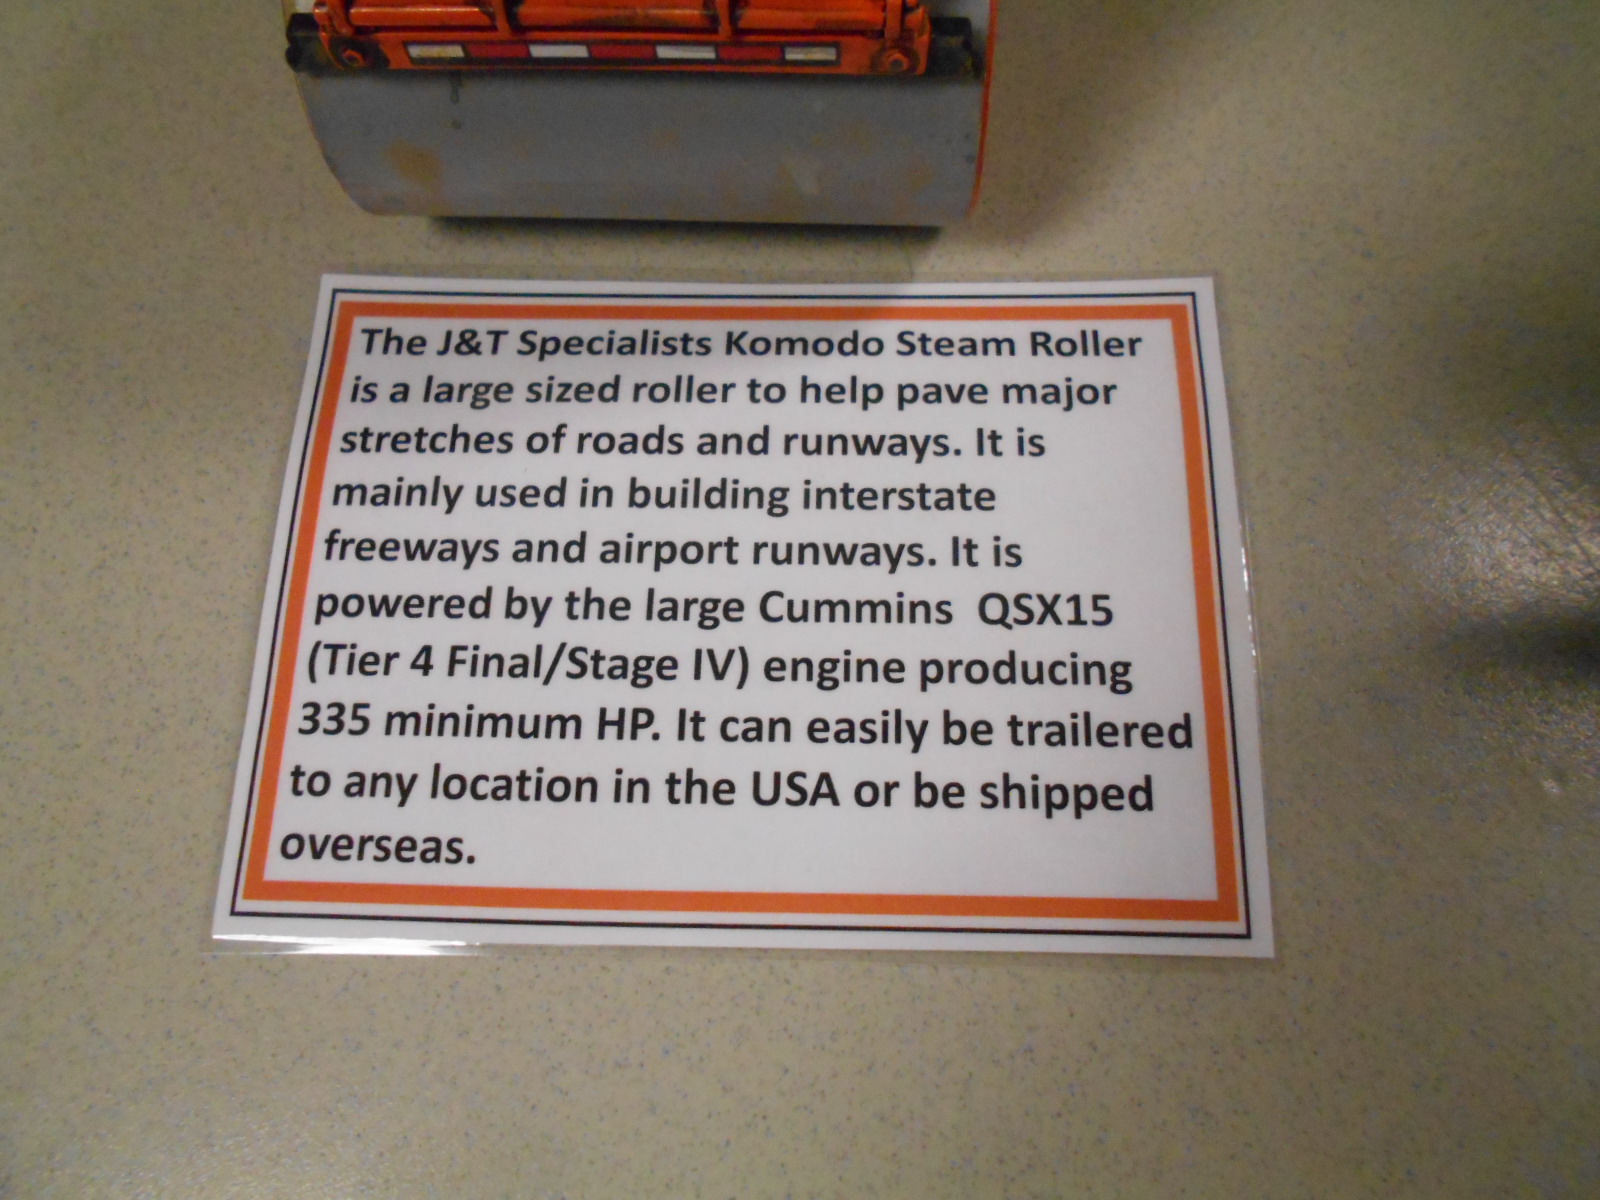 The J&T Specialists Komodo Steam Roller
is a large sized roller to help pave major
stretches of roads and runways. It is
mainly used in building interstate
freeways and airport runways. It is
powered by the large Cummins  QSX15
(Tier 4 Final/Stage IV) engine producing
335 minimum HP. It can easily be trailered
to any location in the USA or be shipped
overseas.